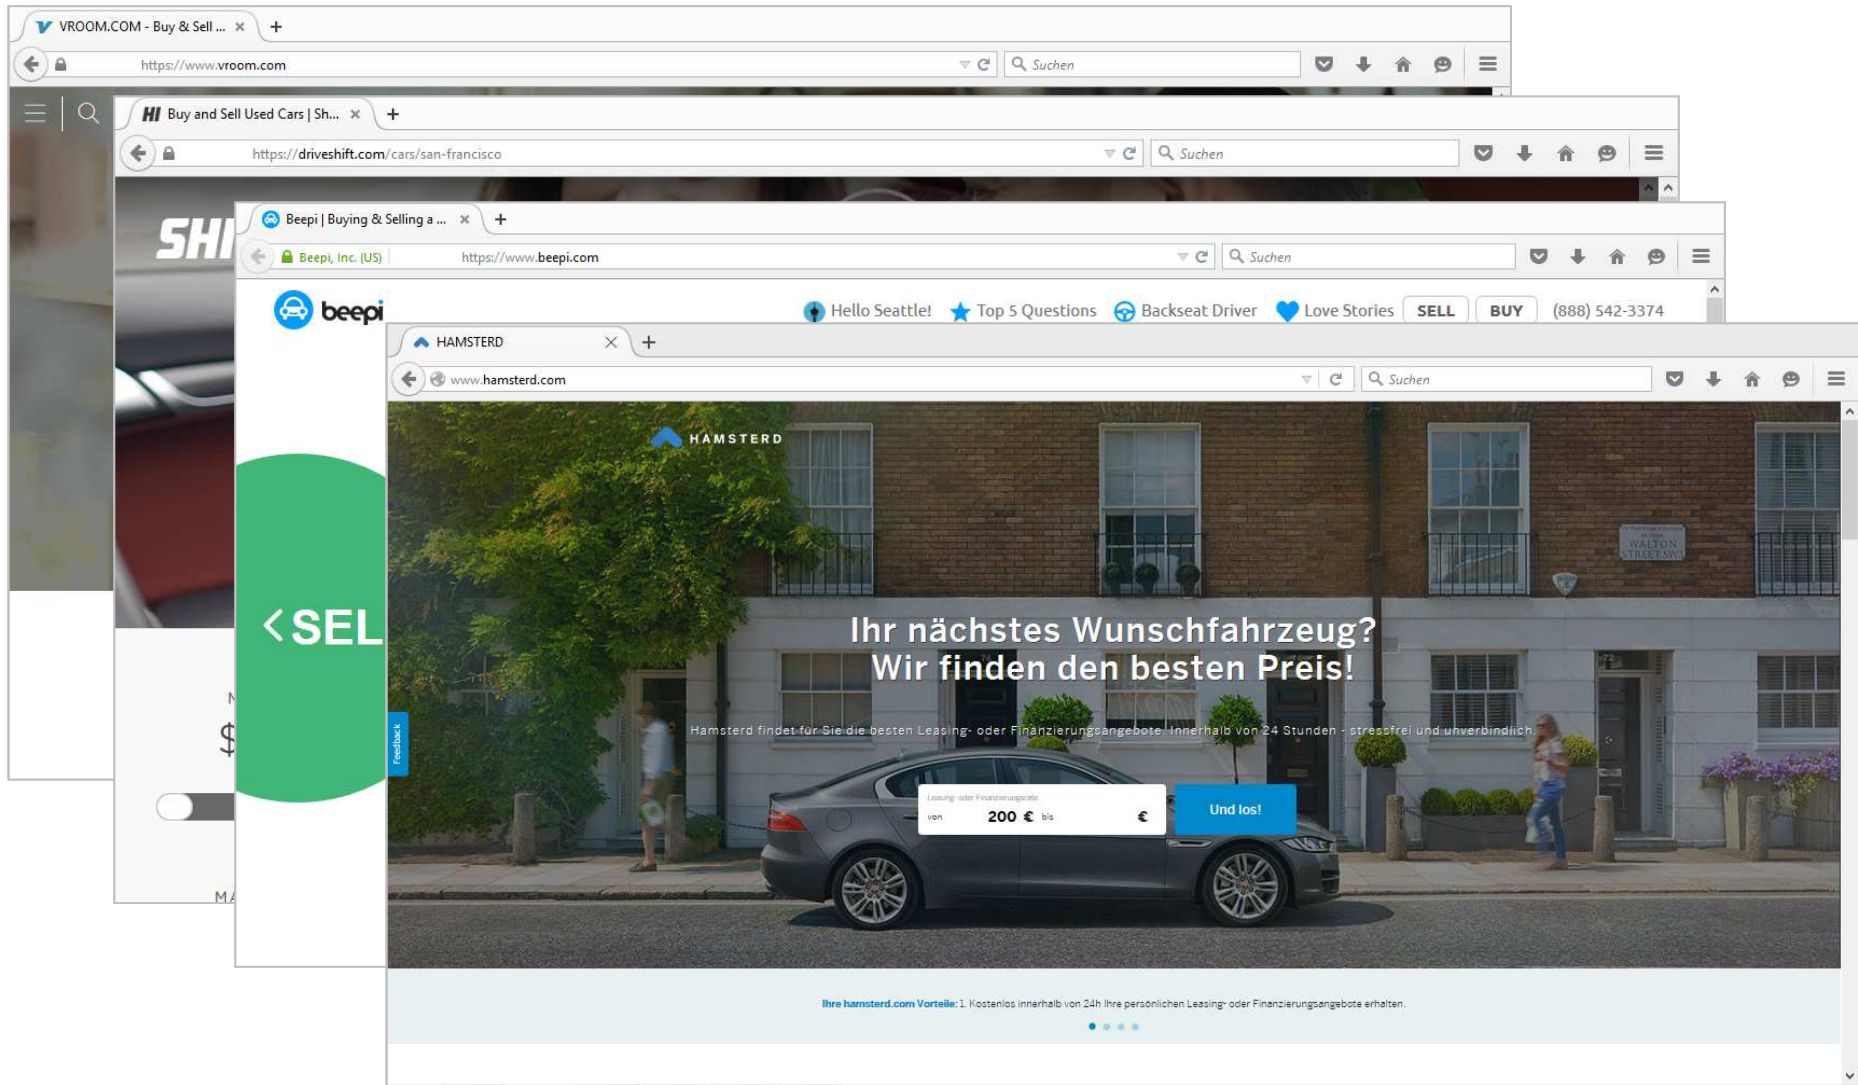 VROOM.COM - Buy & Sell ...
https://www.vroom.com
Suchen
HI Buy and Sell Used Cars | Sh...
https://driveshift.com/cars/san-francisco
Suchen
SHI
Beepi | Buying & Selling a ...
Beepi, Inc. (US)
https://www.beepi.com
Suchen
beepi
Hello Seattle!
Top 5 Questions
Backseat Driver
Love Stories
SELL
BUY
(888) 542-3374
<SEL
$
MA
HAMSTERD
www.hamsterd.com
Suchen
HAMSTERD
WALTON
STREET SW3
Ihr nächstes Wunschfahrzeug?
Wir finden den besten Preis!
Hamsterd findet für Sie die besten Leasing- oder Finanzierungsangebote. Innerhalb von 24 Stunden - stressfrei und unverbindlich.
Feedback
Leasing- oder Finanzierungsrate
von 200 € bis €
Und los!
Ihre hamsterd.com Vorteile: 1. Kostenlos innerhalb von 24h Ihre persönlichen Leasing- oder Finanzierungsangebote erhalten.